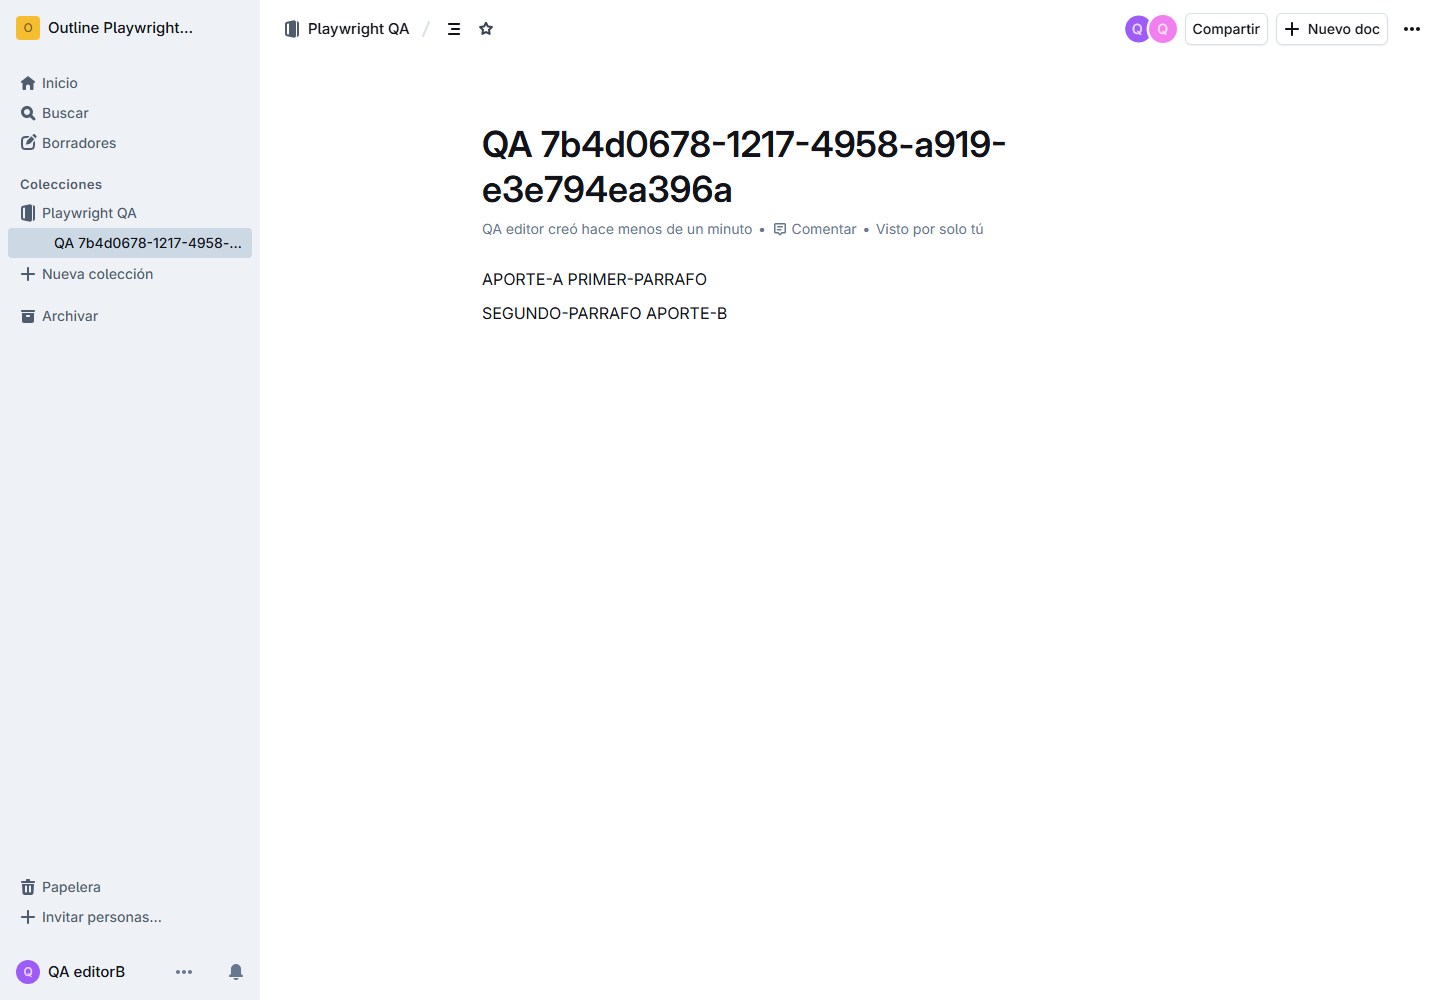 O Outline Playwright...
Inicio
Buscar
Borradores
Colecciones
Playwright QA
QA 7b4d0678-1217-4958-...
Nueva colección
Archivar
Papelera
Invitar personas...
Q QA editorB
Playwright QA /
Q Q Compartir Nuevo doc
QA 7b4d0678-1217-4958-a919-
e3e794ea396a
QA editor creó hace menos de un minuto • Comentar • Visto por solo tú
APORTE-A PRIMER-PARRAFO
SEGUNDO-PARRAFO APORTE-B